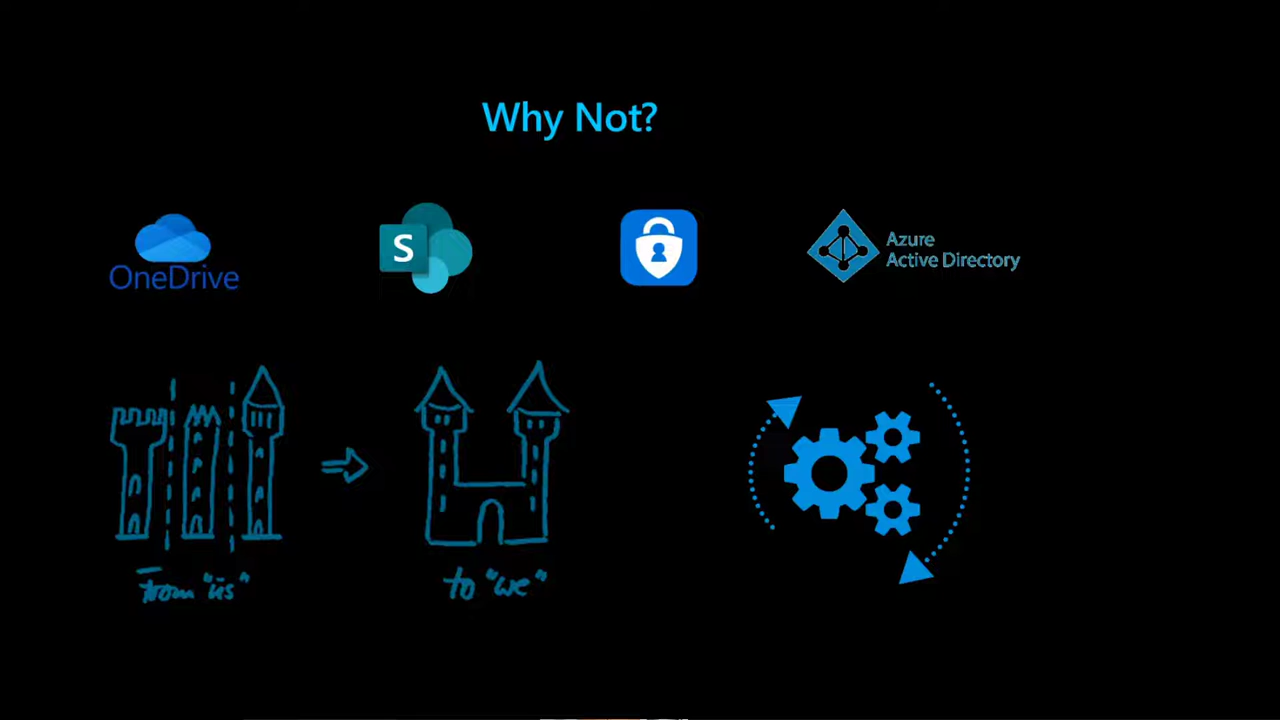 Why Not?
OneDrive
S
Azure
Active Directory
From "us"
to "we"